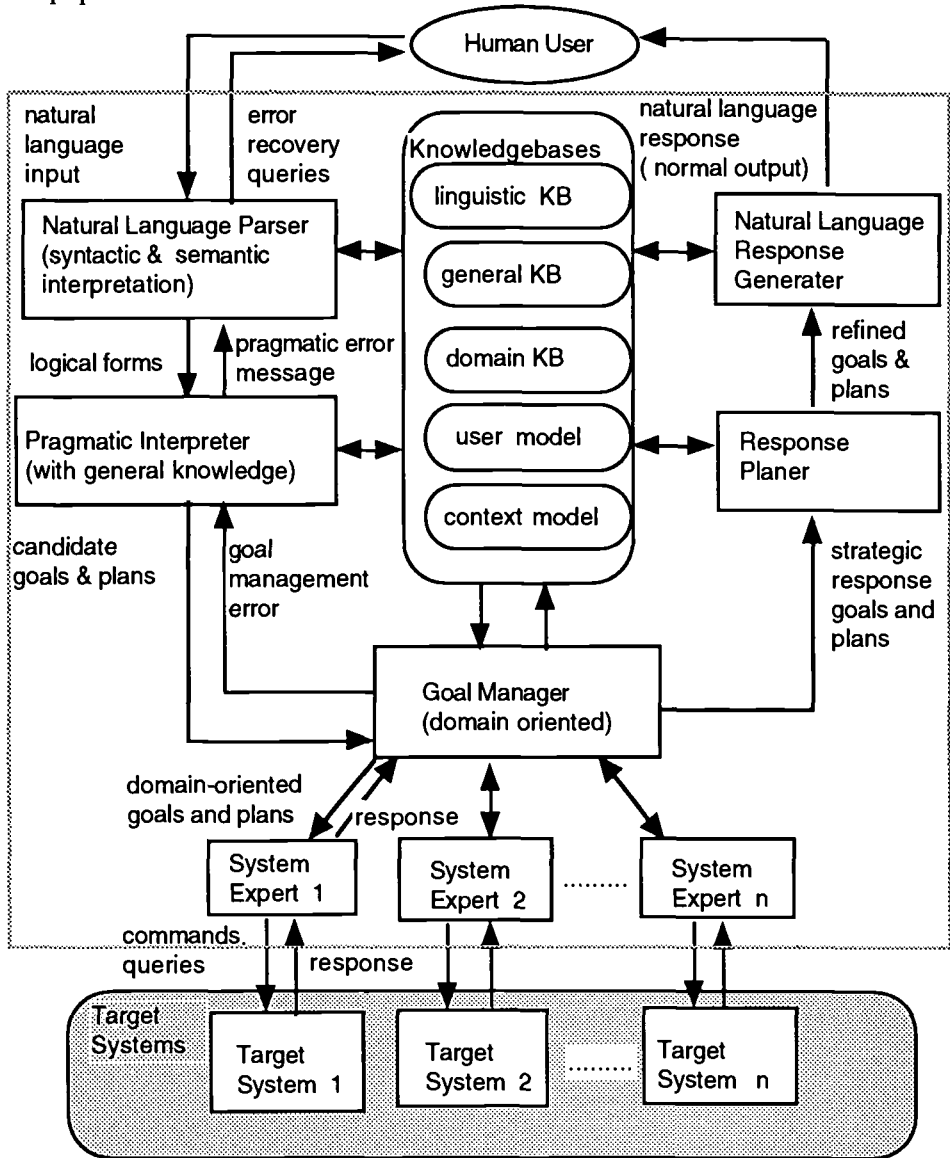 Human User
natural
language
input
error
recovery
queries
natural language
response
( normal output)
Knowledgebases
linguistic KB
general KB
domain KB
user model
context model
Natural Language Parser
(syntactic & semantic
interpretation)
Natural Language
Response
Generater
logical forms
pragmatic error
message
refined
goals &
plans
Pragmatic Interpreter
(with general knowledge)
Response
Planer
candidate
goals & plans
goal
management
error
strategic
response
goals and
plans
Goal Manager
(domain oriented)
domain-oriented
goals and plans
response
System
Expert 1
System
Expert 2
.........
System
Expert n
commands.
queries
response
Target
Systems
Target
System 1
Target
System 2
.........
Target
System n